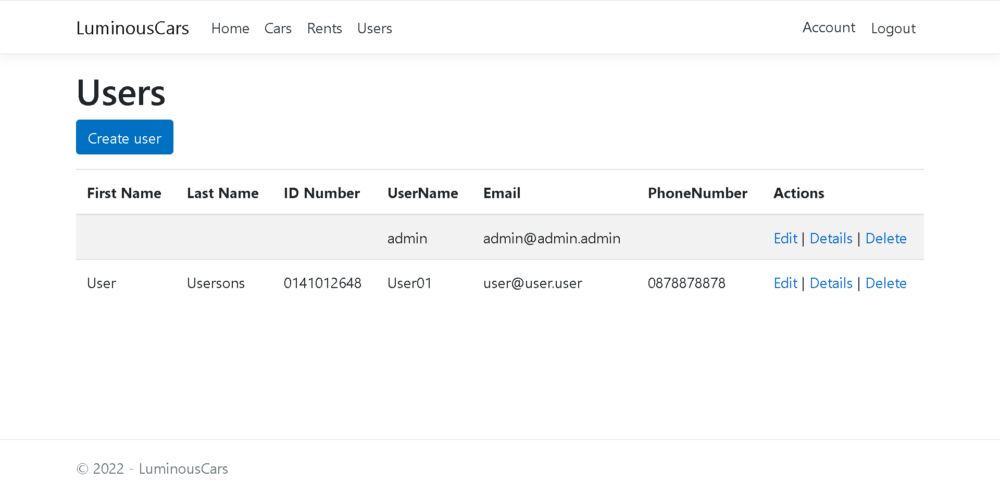 LuminousCars Home Cars Rents Users Account Logout
Users
Create user
First Name Last Name ID Number UserName Email PhoneNumber Actions
admin admin@admin.admin Edit | Details | Delete
User Usersons 0141012648 User01 user@user.user 0878878878 Edit | Details | Delete
© 2022 - LuminousCars